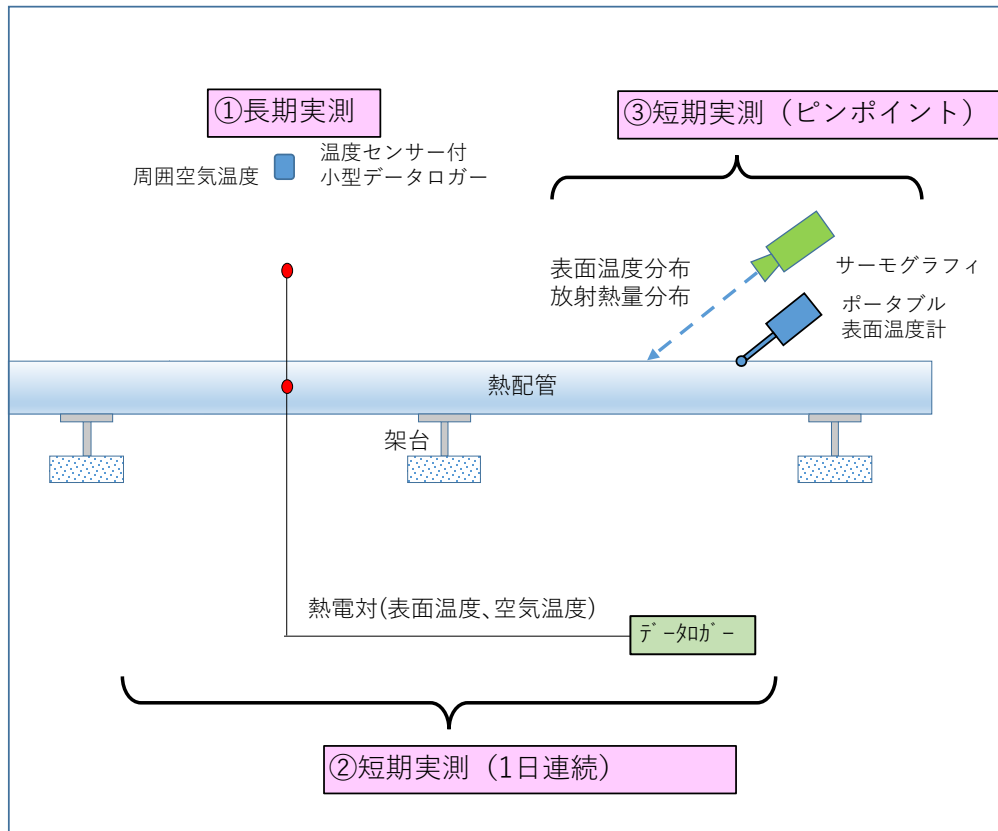 ①長期実測
周囲空気温度
温度センサー付
小型データロガー
③短期実測（ピンポイント）
表面温度分布
放射熱量分布
サーモグラフィ
ポータブル
表面温度計
熱配管
架台
熱電対(表面温度、空気温度)
ﾃﾞｰﾀﾛｶﾞｰ
②短期実測（1日連続）